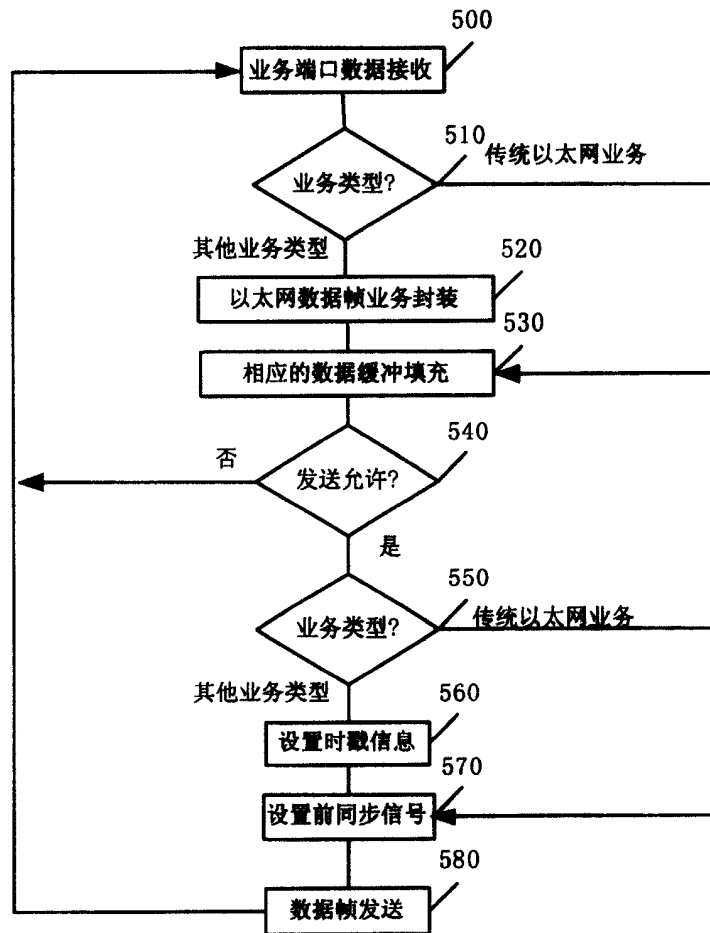 500
业务端口数据接收
510
传统以太网业务
业务类型?
其他业务类型
520
以太网数据帧业务封装
530
相应的数据缓冲填充
540
否
发送允许?
是
550
业务类型?
传统以太网业务
其他业务类型
560
设置时戳信息
570
设置前同步信号
580
数据帧发送